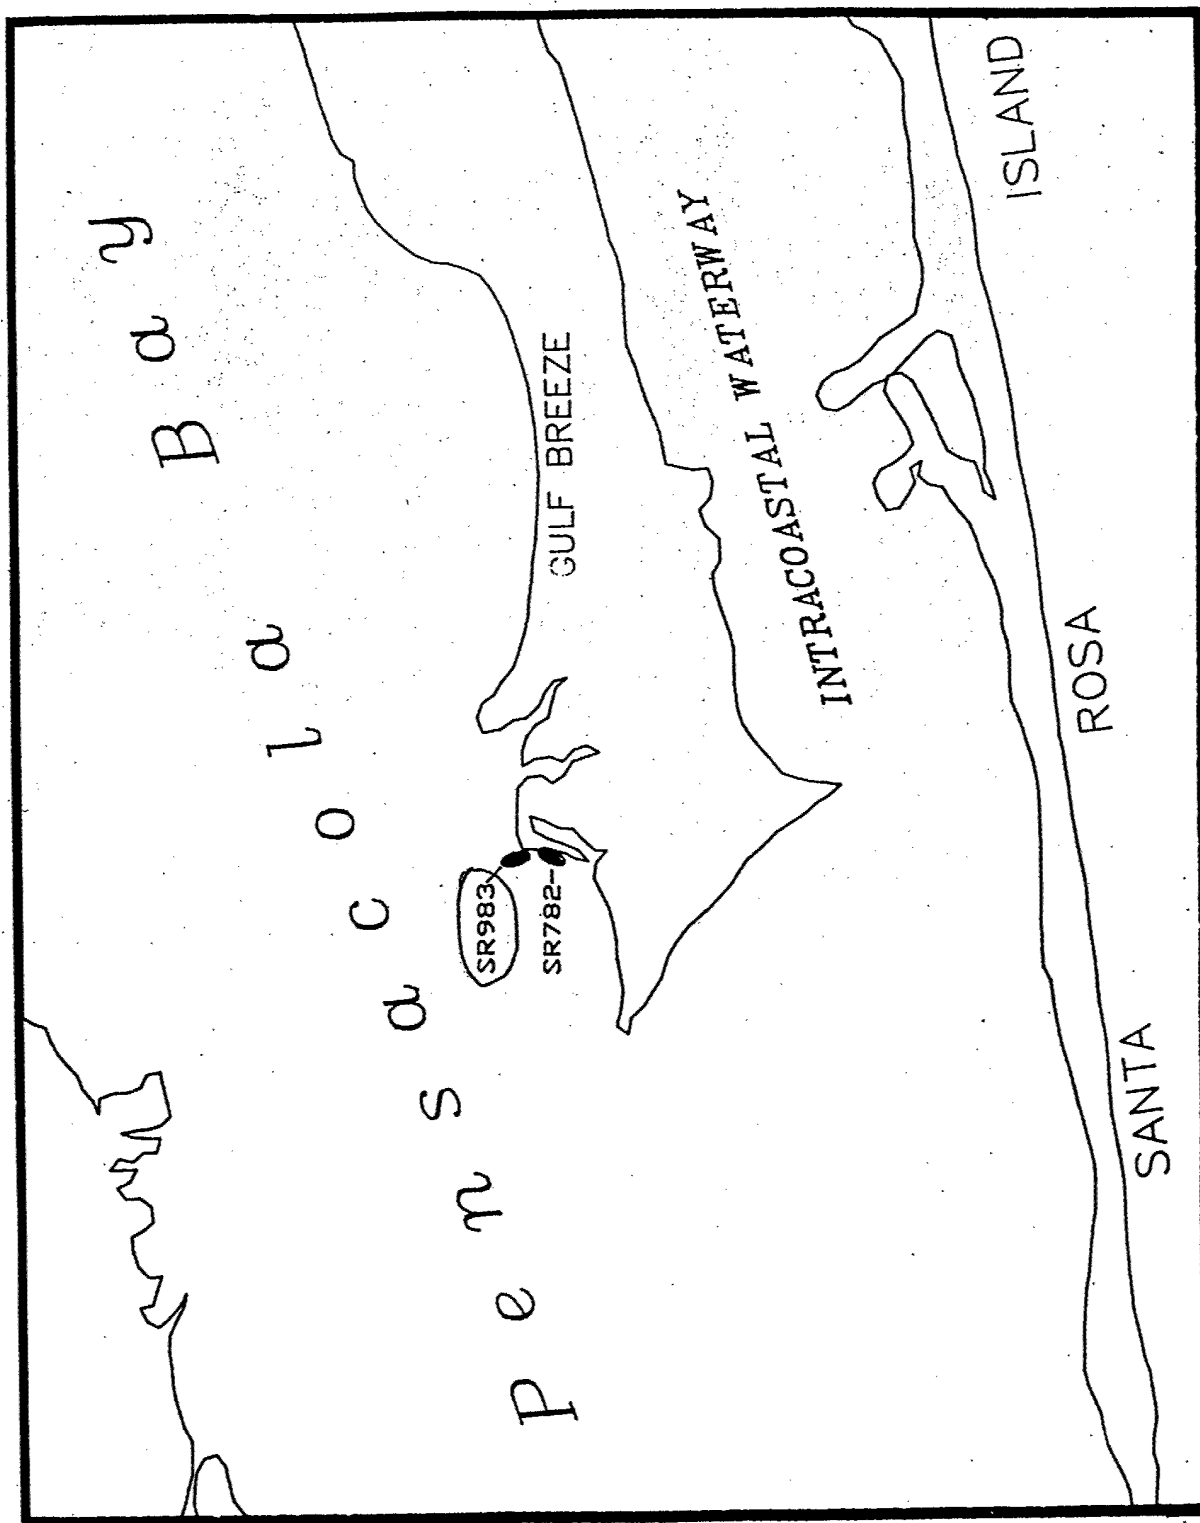 Pensacola Bay
SR983
SR782
GULF BREEZE
INTRACOASTAL WATERWAY
SANTA ROSA ISLAND